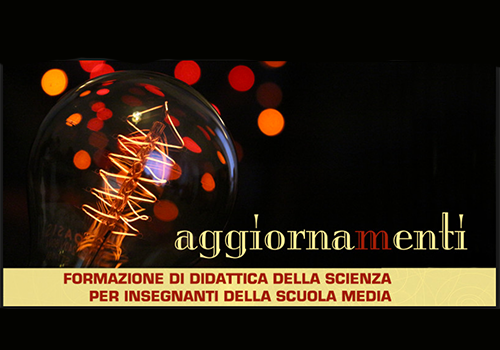 aggiornamenti
FORMAZIONE DI DIDATTICA DELLA SCIENZA
PER INSEGNANTI DELLA SCUOLA MEDIA